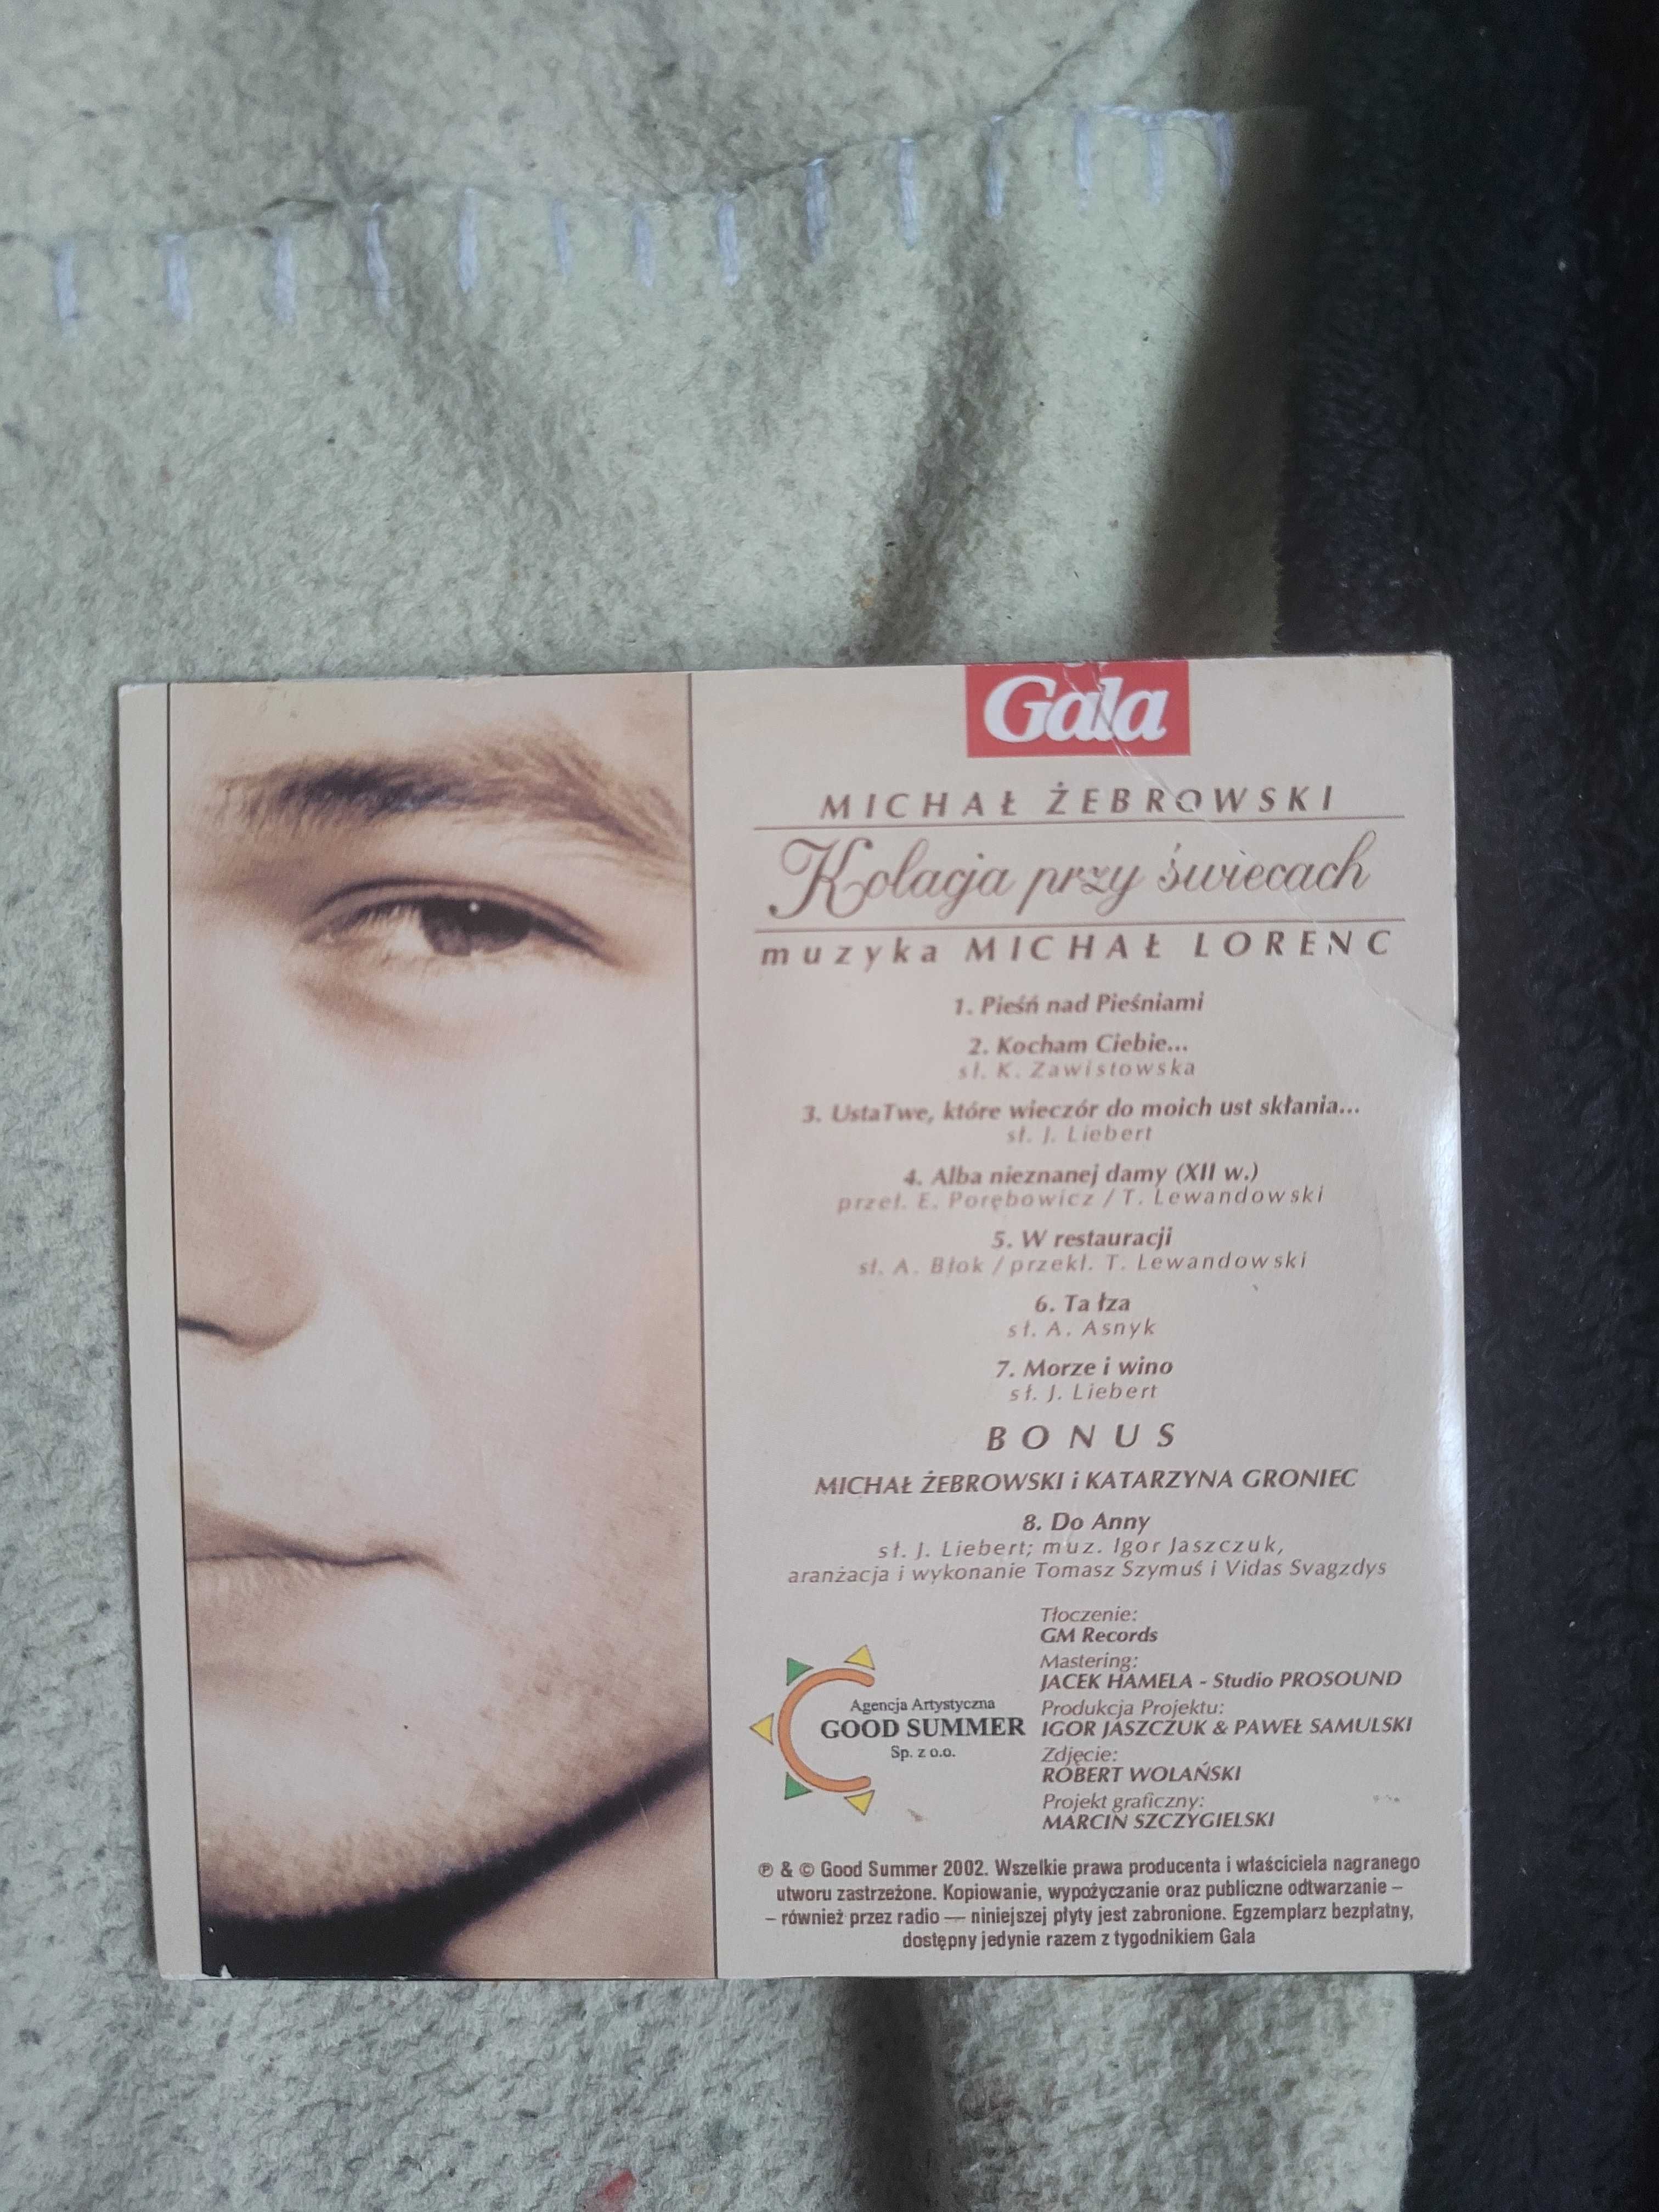 Gala
MICHAŁ ŻEBROWSKI
Kolacja przy świecach
muzyka MICHAŁ LORENC
1. Pieśń nad Pieśniami
2. Kocham Ciebie...
sł. K. Zawistowska
3. UstaTwe, które wieczór do moich ust skłania...
sł. J. Liebert
4. Alba nieznanej damy (XII w.)
przeł. E. Porębowicz / T. Lewandowski
5. W restauracji
sł. A. Błok / przekł. T. Lewandowski
6. Ta łza
sł. A. Asnyk
7. Morze i wino
sł. J. Liebert
BONUS
MICHAŁ ŻEBROWSKI i KATARZYNA GRONIEC
8. Do Anny
sł. J. Liebert; muz. Igor Jaszczuk,
aranżacja i wykonanie Tomasz Szymuś i Vidas Svagzdys
Agencja Artystyczna
GOOD SUMMER
Sp. z o.o.
Tłoczenie:
GM Records
Mastering:
JACEK HAMELA - Studio PROSOUND
Produkcja Projektu:
IGOR JASZCZUK & PAWEŁ SAMULSKI
Zdjęcie:
ROBERT WOLAŃSKI
Projekt graficzny:
MARCIN SZCZYGIELSKI
℗ & © Good Summer 2002. Wszelkie prawa producenta i właściciela nagranego
utworu zastrzeżone. Kopiowanie, wypożyczanie oraz publiczne odtwarzanie –
– również przez radio — niniejszej płyty jest zabronione. Egzemplarz bezpłatny,
dostępny jedynie razem z tygodnikiem Gala